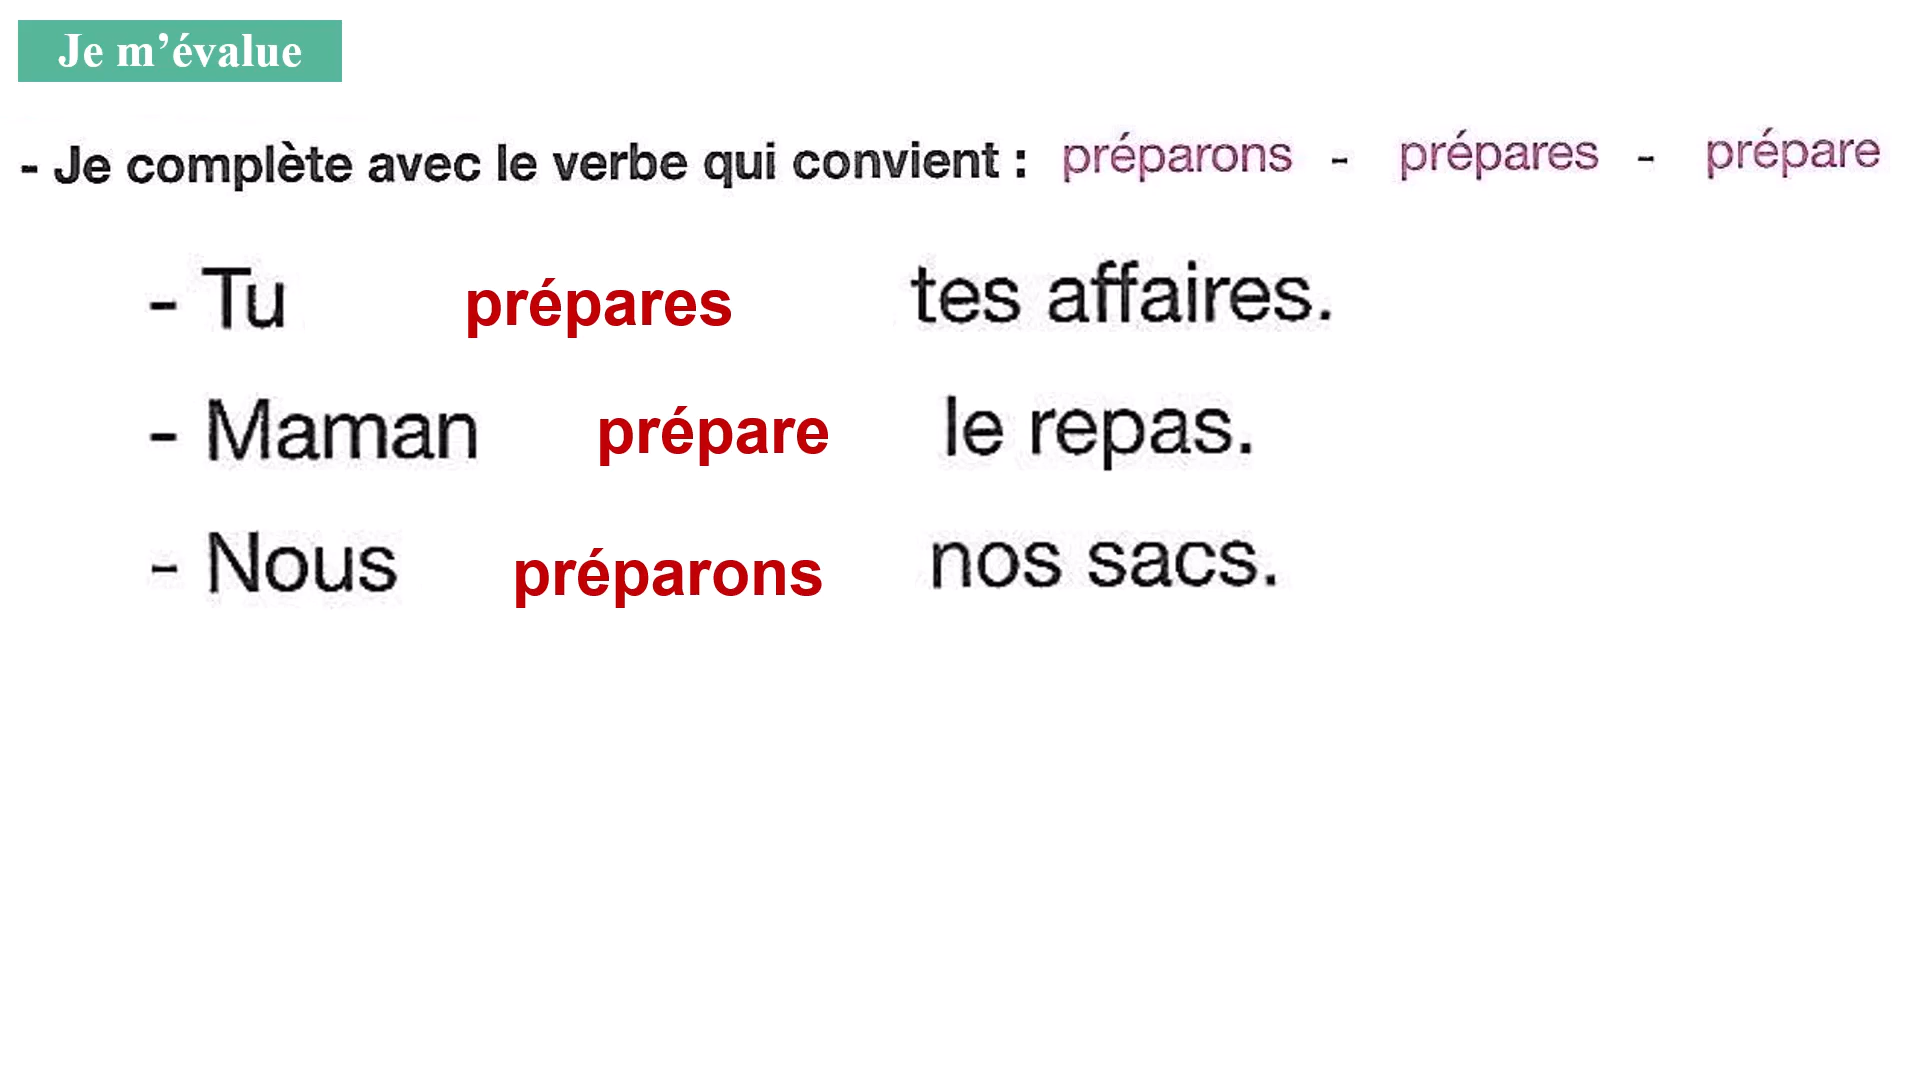 Je m’évalue
- Je complète avec le verbe qui convient : préparons - prépares - prépare
- Tu prépares tes affaires.
- Maman prépare le repas.
- Nous préparons nos sacs.